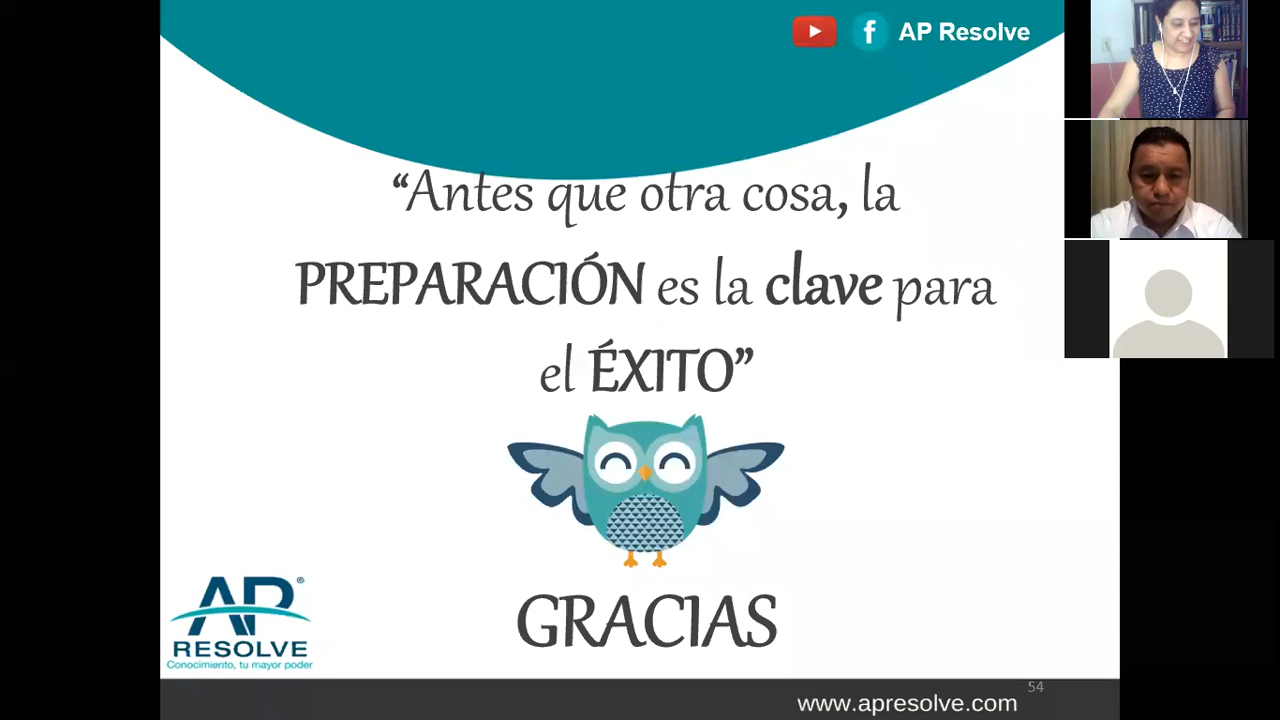 AP Resolve
“Antes que otra cosa, la
PREPARACIÓN es la clave para
el ÉXITO”
GRACIAS
AP®
RESOLVE
Conocimiento, tu mayor poder
54
www.apresolve.com